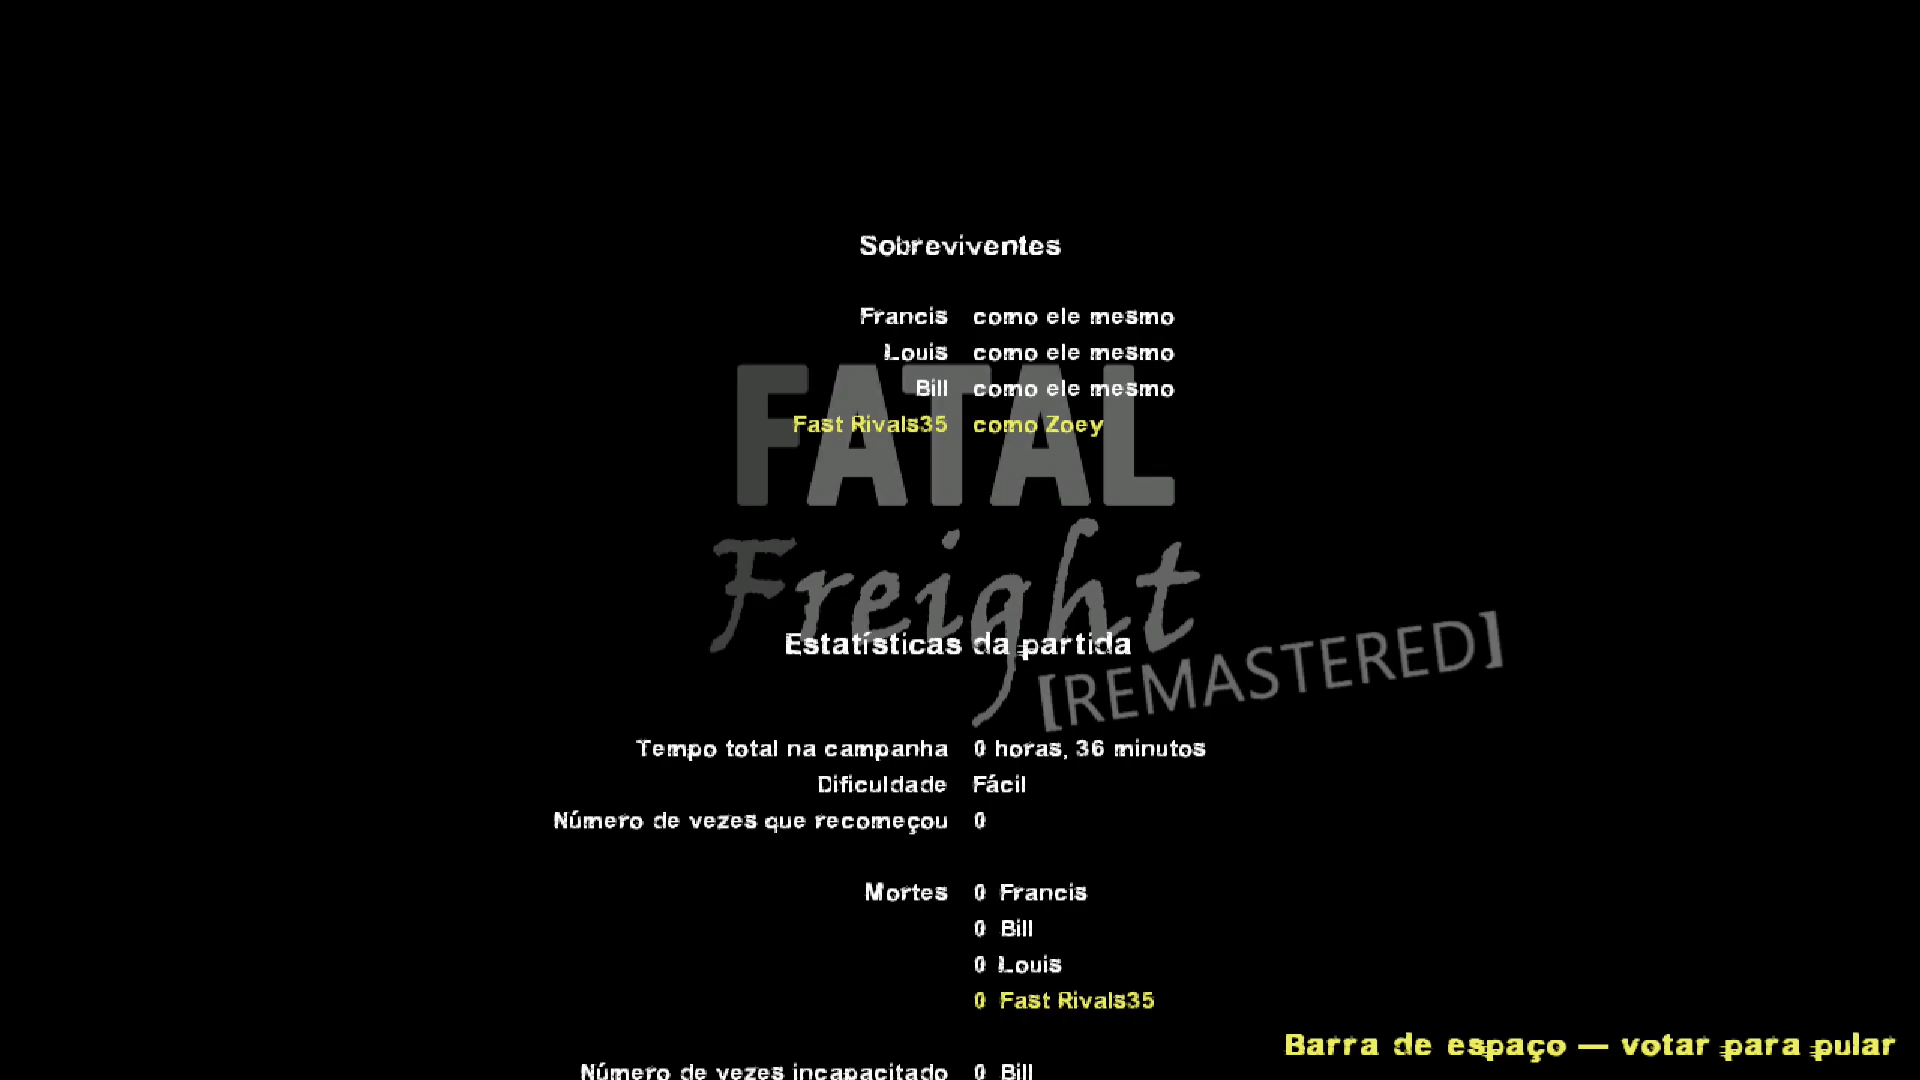 Sobreviventes
Francis como ele mesmo
Louis como ele mesmo
Bill como ele mesmo
Fast Rivals35 como Zoey
FATAL
Freight
[REMASTERED]
Estatísticas da partida
Tempo total na campanha 0 horas, 36 minutos
Dificuldade Fácil
Número de vezes que recomeçou 0
Mortes 0 Francis
0 Bill
0 Louis
0 Fast Rivals35
Barra de espaço — votar para pular
Número de vezes incapacitado 0 Bill